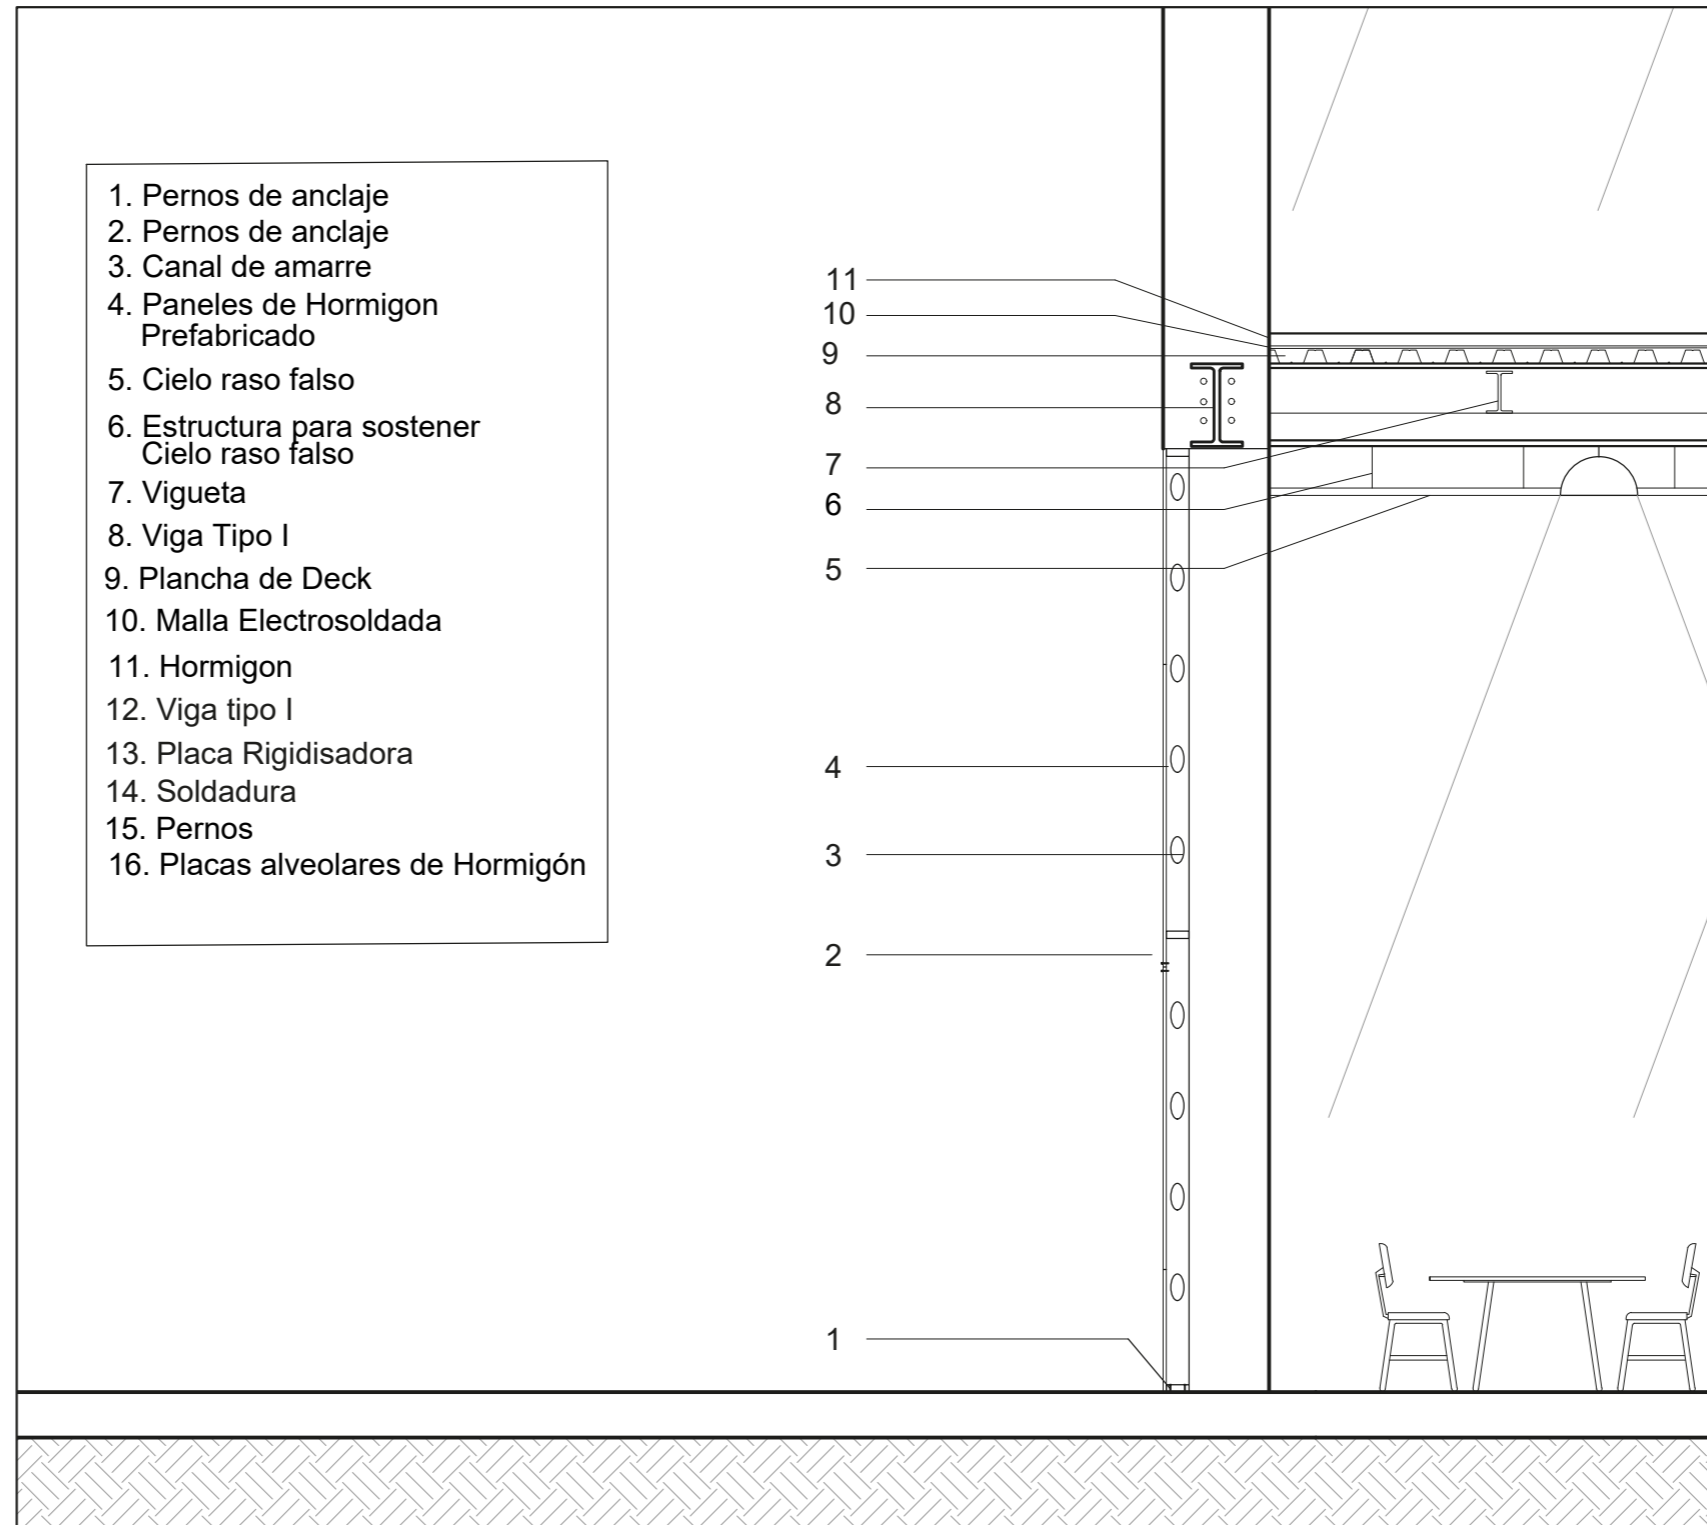 1. Pernos de anclaje
2. Pernos de anclaje
3. Canal de amarre
4. Paneles de Hormigon
Prefabricado
5. Cielo raso falso
6. Estructura para sostener
Cielo raso falso
7. Vigueta
8. Viga Tipo I
9. Plancha de Deck
10. Malla Electrosoldada
11. Hormigon
12. Viga tipo I
13. Placa Rigidisadora
14. Soldadura
15. Pernos
16. Placas alveolares de Hormigón
11
10
9
8
7
6
5
4
3
2
1